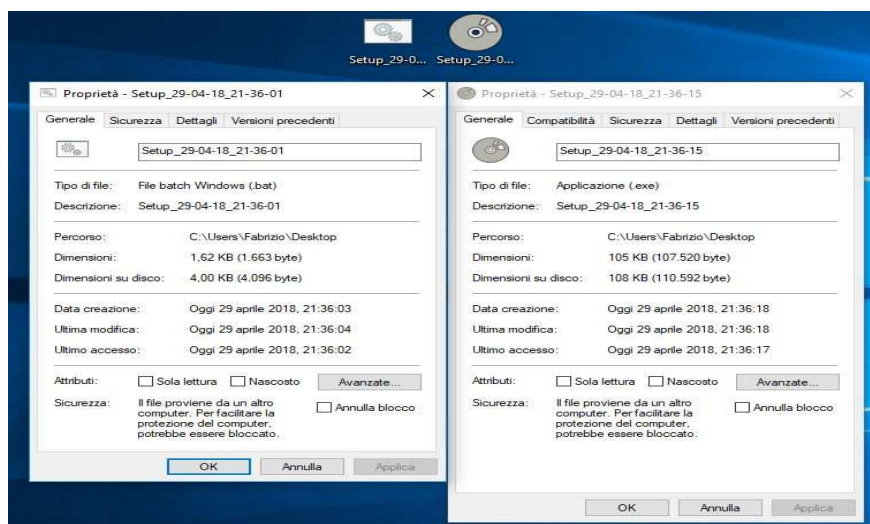 Setup_29-0...
Setup_29-0...
Proprietà - Setup_29-04-18_21-36-01
Generale Sicurezza Dettagli Versioni precedenti
Setup_29-04-18_21-36-01
Tipo di file: File batch Windows (.bat)
Descrizione: Setup_29-04-18_21-36-01
Percorso: C:\Users\Fabrizio\Desktop
Dimensioni: 1,62 KB (1.663 byte)
Dimensioni su disco: 4,00 KB (4.096 byte)
Data creazione: Oggi 29 aprile 2018, 21:36:03
Ultima modifica: Oggi 29 aprile 2018, 21:36:04
Ultimo accesso: Oggi 29 aprile 2018, 21:36:02
Attributi: Sola lettura Nascosto Avanzate...
Sicurezza: Il file proviene da un altro
computer. Per facilitare la
protezione del computer,
potrebbe essere bloccato.
Annulla blocco
OK Annulla Applica
Proprietà - Setup_29-04-18_21-36-15
Generale Compatibilità Sicurezza Dettagli Versioni precedenti
Setup_29-04-18_21-36-15
Tipo di file: Applicazione (.exe)
Descrizione: Setup_29-04-18_21-36-15
Percorso: C:\Users\Fabrizio\Desktop
Dimensioni: 105 KB (107.520 byte)
Dimensioni su disco: 108 KB (110.592 byte)
Data creazione: Oggi 29 aprile 2018, 21:36:18
Ultima modifica: Oggi 29 aprile 2018, 21:36:18
Ultimo accesso: Oggi 29 aprile 2018, 21:36:17
Attributi: Sola lettura Nascosto Avanzate...
Sicurezza: Il file proviene da un altro
computer. Per facilitare la
protezione del computer,
potrebbe essere bloccato.
Annulla blocco
OK Annulla Applica